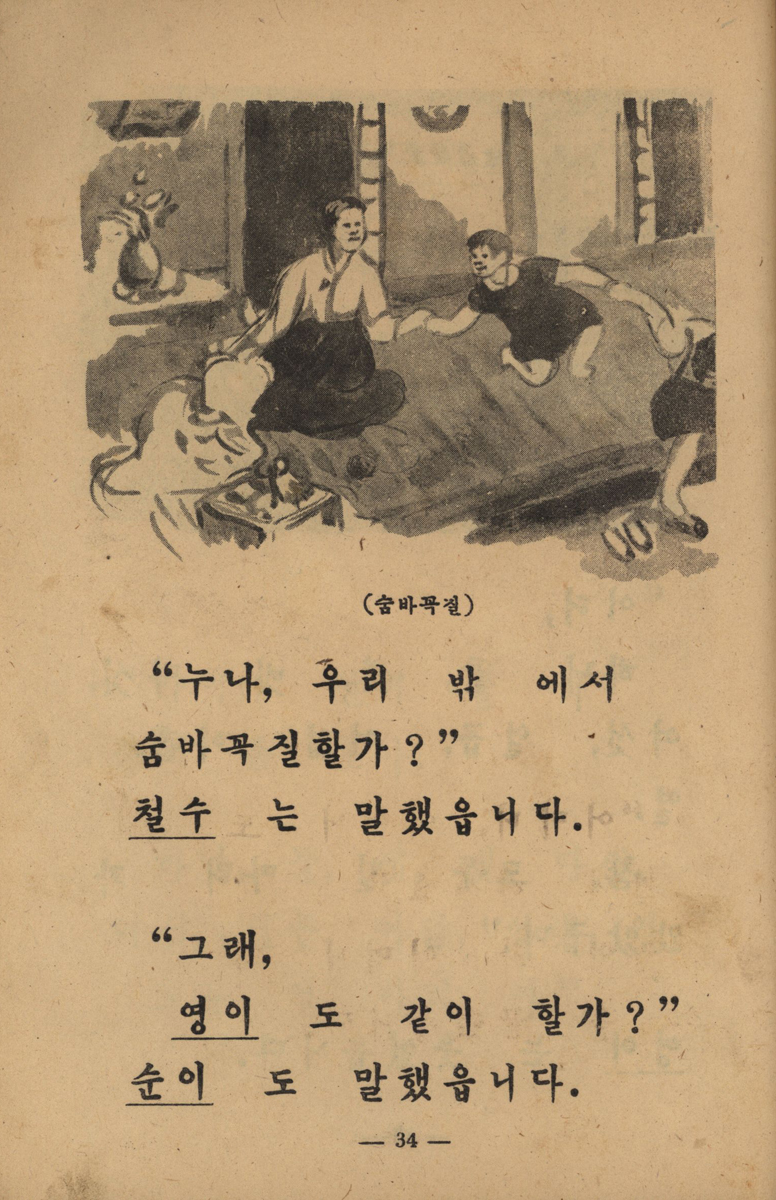 (숨바꼭질)
“누나, 우리 밖 에서
숨바꼭질할가?”
철수 는 말했읍니다.
“그래,
영이 도 같이 할가?”
순이 도 말했읍니다.
— 34 —